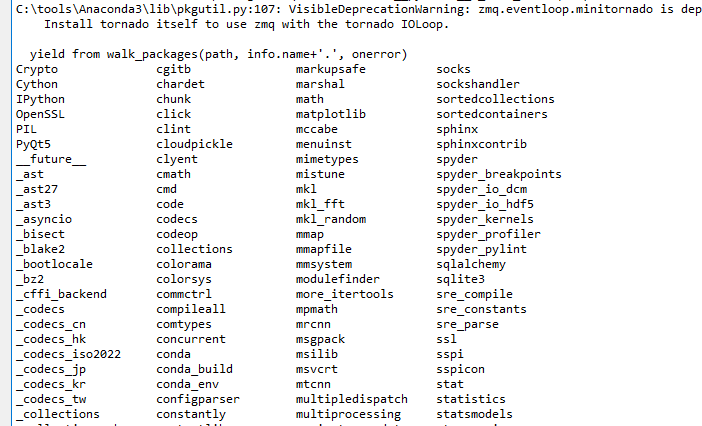 C:\tools\Anaconda3\lib\pkgutil.py:107: VisibleDeprecationWarning: zmq.eventloop.minitornado is dep
Install tornado itself to use zmq with the tornado IOLoop.
yield from walk_packages(path, info.name+'.', onerror)
Crypto cgitb markupsafe socks
Cython chardet marshal sockshandler
IPython chunk math sortedcollections
OpenSSL click matplotlib sortedcontainers
PIL clint mccabe sphinx
PyQt5 cloudpickle menuinst sphinxcontrib
__future__ clyent mimetypes spyder
_ast cmath mistune spyder_breakpoints
_ast27 cmd mkl spyder_io_dcm
_ast3 code mkl_fft spyder_io_hdf5
_asyncio codecs mkl_random spyder_kernels
_bisect codeop mmap spyder_profiler
_blake2 collections mmapfile spyder_pylint
_bootlocale colorama mmsystem sqlalchemy
_bz2 colorsys modulefinder sqlite3
_cffi_backend commctrl more_itertools sre_compile
_codecs compileall mpmath sre_constants
_codecs_cn comtypes mrcnn sre_parse
_codecs_hk concurrent msgpack ssl
_codecs_iso2022 conda msilib sspi
_codecs_jp conda_build msvcrt sspicon
_codecs_kr conda_env mtcnn stat
_codecs_tw configparser multipledispatch statistics
_collections constantly multiprocessing statsmodels